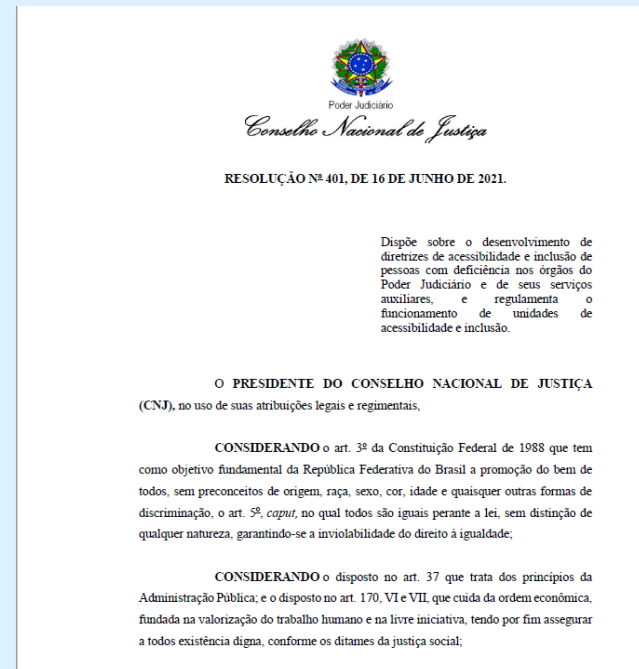 Poder Judiciário
Conselho Nacional de Justiça
RESOLUÇÃO Nº 401, DE 16 DE JUNHO DE 2021.
Dispõe sobre o desenvolvimento de
diretrizes de acessibilidade e inclusão de
pessoas com deficiência nos órgãos do
Poder Judiciário e de seus serviços
auxiliares, e regulamenta o
funcionamento de unidades de
acessibilidade e inclusão.
O PRESIDENTE DO CONSELHO NACIONAL DE JUSTIÇA
(CNJ), no uso de suas atribuições legais e regimentais,
CONSIDERANDO o art. 3º da Constituição Federal de 1988 que tem
como objetivo fundamental da República Federativa do Brasil a promoção do bem de
todos, sem preconceitos de origem, raça, sexo, cor, idade e quaisquer outras formas de
discriminação, o art. 5º, caput, no qual todos são iguais perante a lei, sem distinção de
qualquer natureza, garantindo-se a inviolabilidade do direito à igualdade;
CONSIDERANDO o disposto no art. 37 que trata dos princípios da
Administração Pública; e o disposto no art. 170, VI e VII, que cuida da ordem econômica,
fundada na valorização do trabalho humano e na livre iniciativa, tendo por fim assegurar
a todos existência digna, conforme os ditames da justiça social;